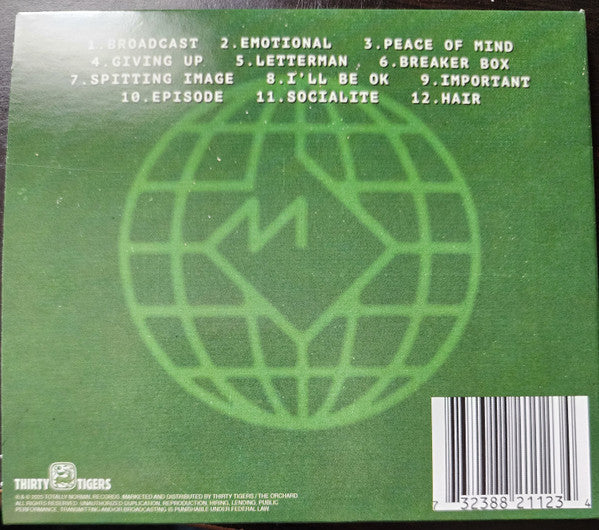 1.BROADCAST 2.EMOTIONAL 3.PEACE OF MIND
4.GIVING UP 5.LETTERMAN 6.BREAKER BOX
7.SPITTING IMAGE 8.I'LL BE OK 9.IMPORTANT
10.EPISODE 11.SOCIALITE 12.HAIR
M
THIRTY TIGERS
℗ & © 2025 TOTALLY NORMAL RECORDS. MARKETED AND DISTRIBUTED BY THIRTY TIGERS / THE ORCHARD
ALL RIGHTS RESERVED. UNAUTHORIZED DUPLICATION, REPRODUCTION, HIRING, LENDING, PUBLIC
PERFORMANCE, TRANSMITTING AND/OR BROADCASTING IS PUNISHABLE UNDER FEDERAL LAW.
7 32388 21123 4